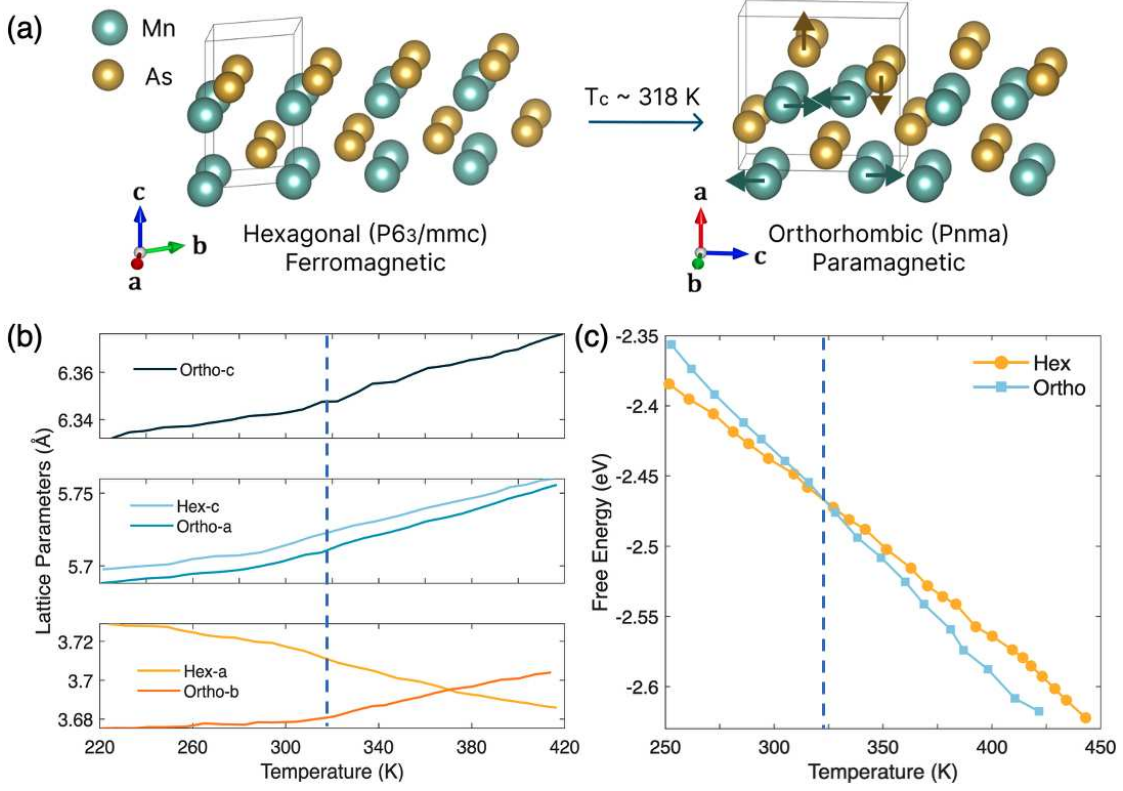 (a)
Mn
As
c
b
a
Hexagonal (P6₃/mmc)
Ferromagnetic
Tc ~ 318 K
a
c
b
Orthorhombic (Pnma)
Paramagnetic
(b)
Lattice Parameters (Å)
6.36
6.34
Ortho-c
5.75
5.7
Hex-c
Ortho-a
3.72
3.7
3.68
Hex-a
Ortho-b
220 260 300 340 380 420
Temperature (K)
(c)
Free Energy (eV)
-2.35
-2.4
-2.45
-2.5
-2.55
-2.6
Hex
Ortho
250 300 350 400 450
Temperature (K)